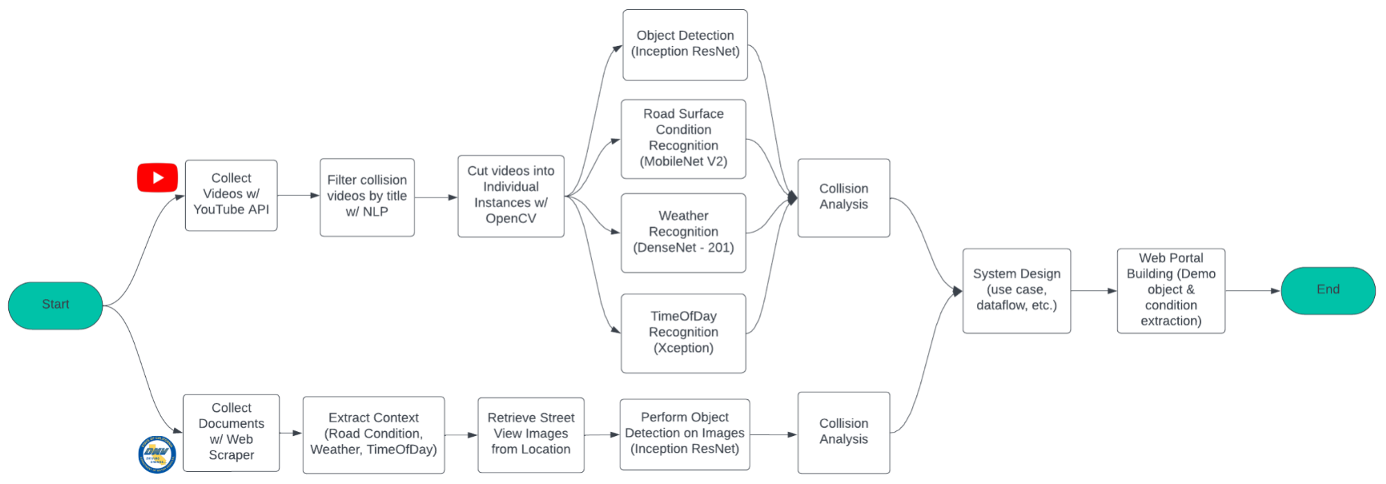 Start
Collect
Videos w/
YouTube API
Filter collision
videos by title
w/ NLP
Cut videos into
Individual
Instances w/
OpenCV
Object Detection
(Inception ResNet)
Road Surface
Condition
Recognition
(MobileNet V2)
Weather
Recognition
(DenseNet - 201)
TimeOfDay
Recognition
(Xception)
Collision
Analysis
Collect
Documents
w/ Web
Scraper
DMV
Extract Context
(Road Condition,
Weather, TimeOfDay)
Retrieve Street
View Images
from Location
Perform Object
Detection on Images
(Inception ResNet)
Collision
Analysis
System Design
(use case,
dataflow, etc.)
Web Portal
Building (Demo
object &
condition
extraction)
End